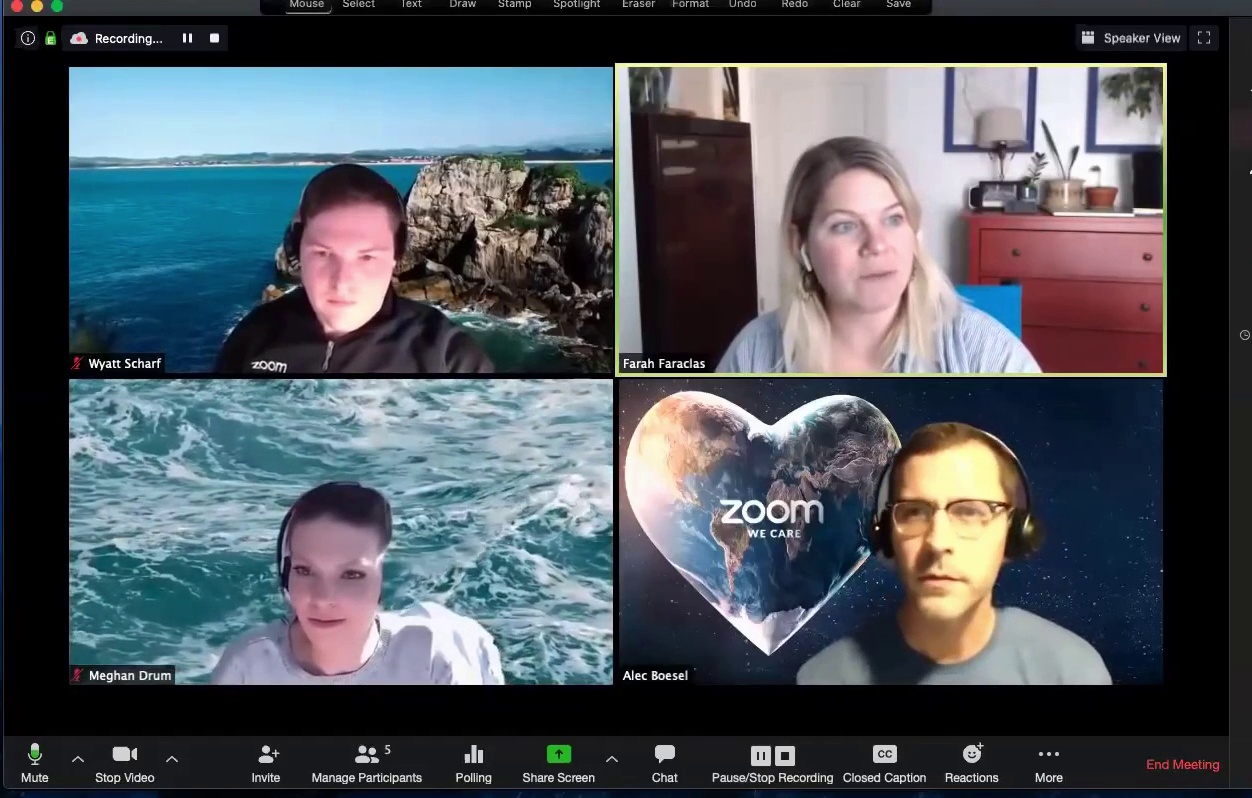 Mouse Select Text Draw Stamp Spotlight Eraser Format Undo Redo Clear Save
Recording...
Speaker View
zoom
Wyatt Scharf
Farah Faraclas
zoom
WE CARE
Meghan Drum
Alec Boesel
5
CC
Mute Stop Video Invite Manage Participants Polling Share Screen Chat Pause/Stop Recording Closed Caption Reactions More End Meeting